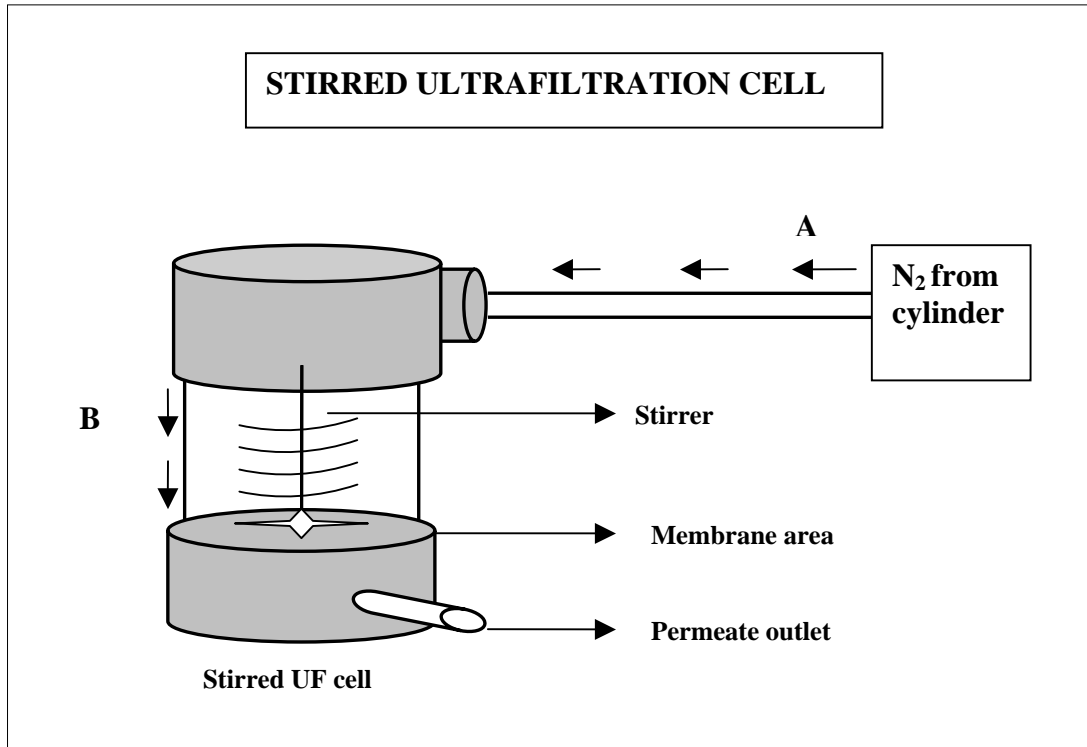 STIRRED ULTRAFILTRATION CELL
A
N₂ from
cylinder
B
Stirrer
Membrane area
Permeate outlet
Stirred UF cell